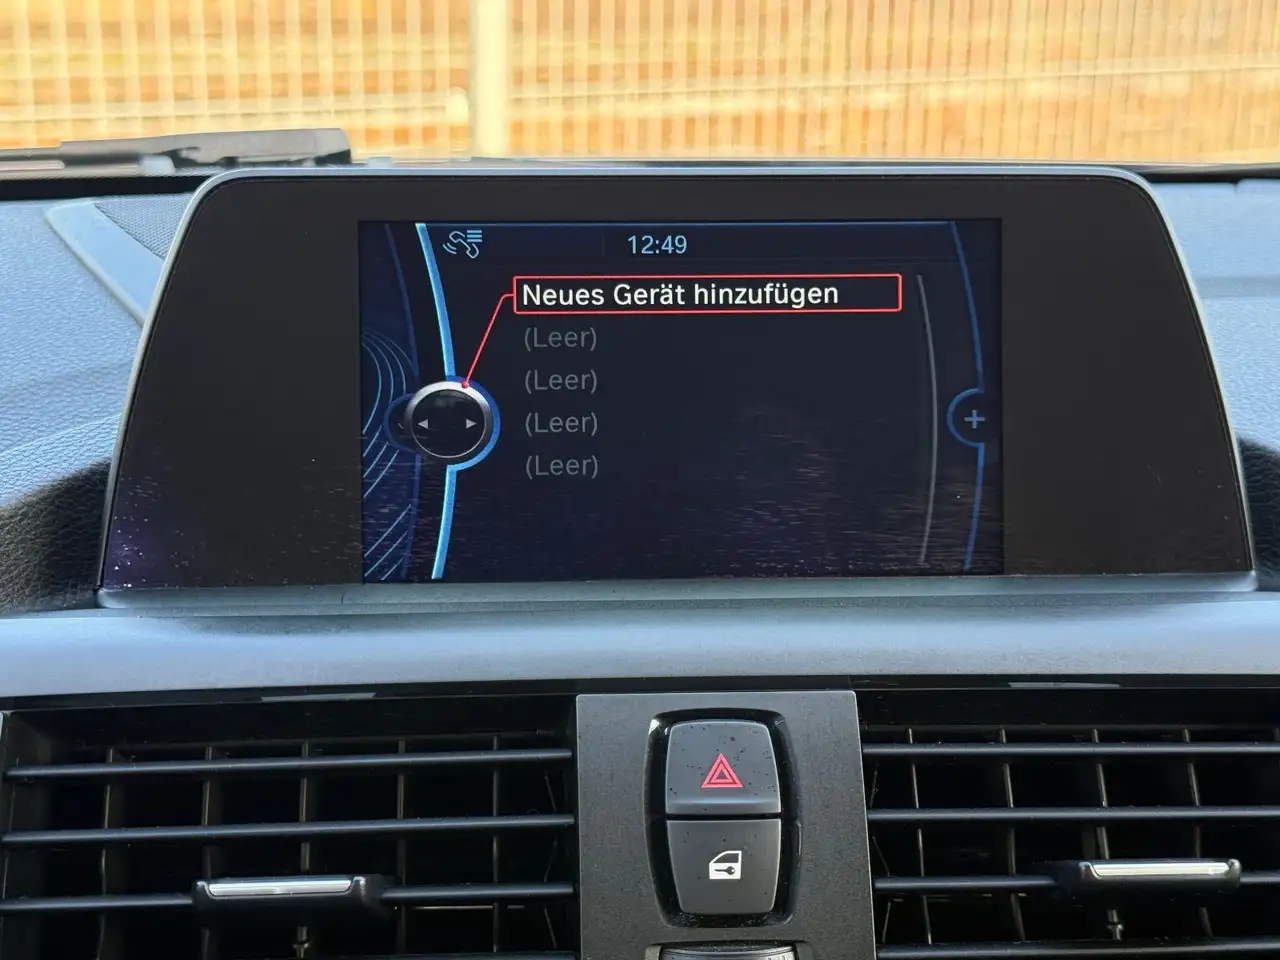 12:49
Neues Gerät hinzufügen
(Leer)
(Leer)
(Leer)
(Leer)